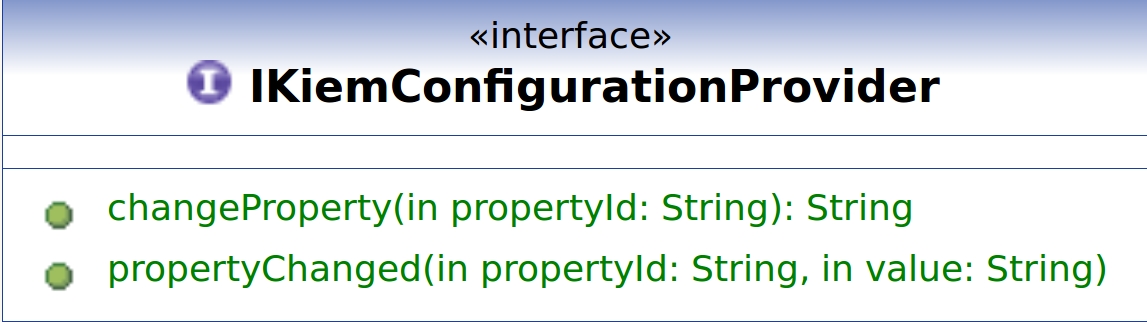 «interface»
IKiemConfigurationProvider
changeProperty(in propertyId: String): String
propertyChanged(in propertyId: String, in value: String)